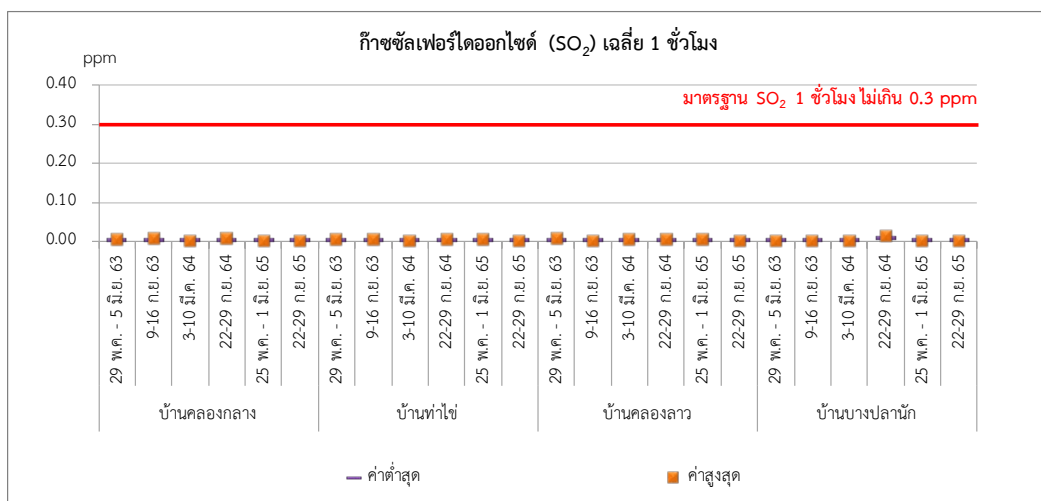 ก๊าซซัลเฟอร์ไดออกไซด์ (SO2) เฉลี่ย 1 ชั่วโมง
ppm
0.40
มาตรฐาน SO2 1 ชั่วโมง ไม่เกิน 0.3 ppm
0.30
0.20
0.10
0.00
29 พ.ค. - 5 มิ.ย. 63
9-16 ก.ย. 63
3-10 มี.ค. 64
22-29 ก.ย. 64
25 พ.ค. - 1 มิ.ย. 65
22-29 ก.ย. 65
29 พ.ค. - 5 มิ.ย. 63
9-16 ก.ย. 63
3-10 มี.ค. 64
22-29 ก.ย. 64
25 พ.ค. - 1 มิ.ย. 65
22-29 ก.ย. 65
29 พ.ค. - 5 มิ.ย. 63
9-16 ก.ย. 63
3-10 มี.ค. 64
22-29 ก.ย. 64
25 พ.ค. - 1 มิ.ย. 65
22-29 ก.ย. 65
29 พ.ค. - 5 มิ.ย. 63
9-16 ก.ย. 63
3-10 มี.ค. 64
22-29 ก.ย. 64
25 พ.ค. - 1 มิ.ย. 65
22-29 ก.ย. 65
บ้านคลองกลาง
บ้านท่าไข่
บ้านคลองลาว
บ้านบางปลานัก
ค่าต่ำสุด
ค่าสูงสุด